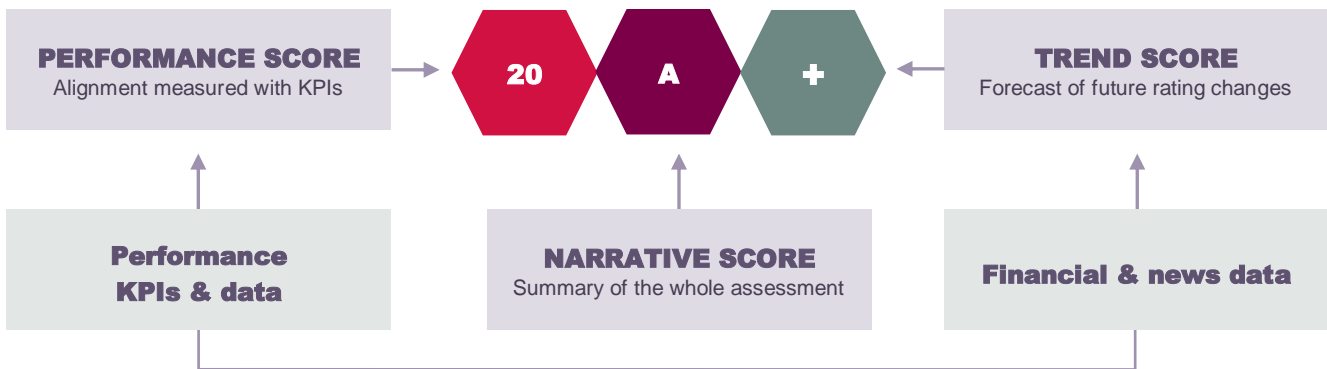 PERFORMANCE SCORE
Alignment measured with KPIs
20
A
+
TREND SCORE
Forecast of future rating changes
Performance
KPIs & data
NARRATIVE SCORE
Summary of the whole assessment
Financial & news data